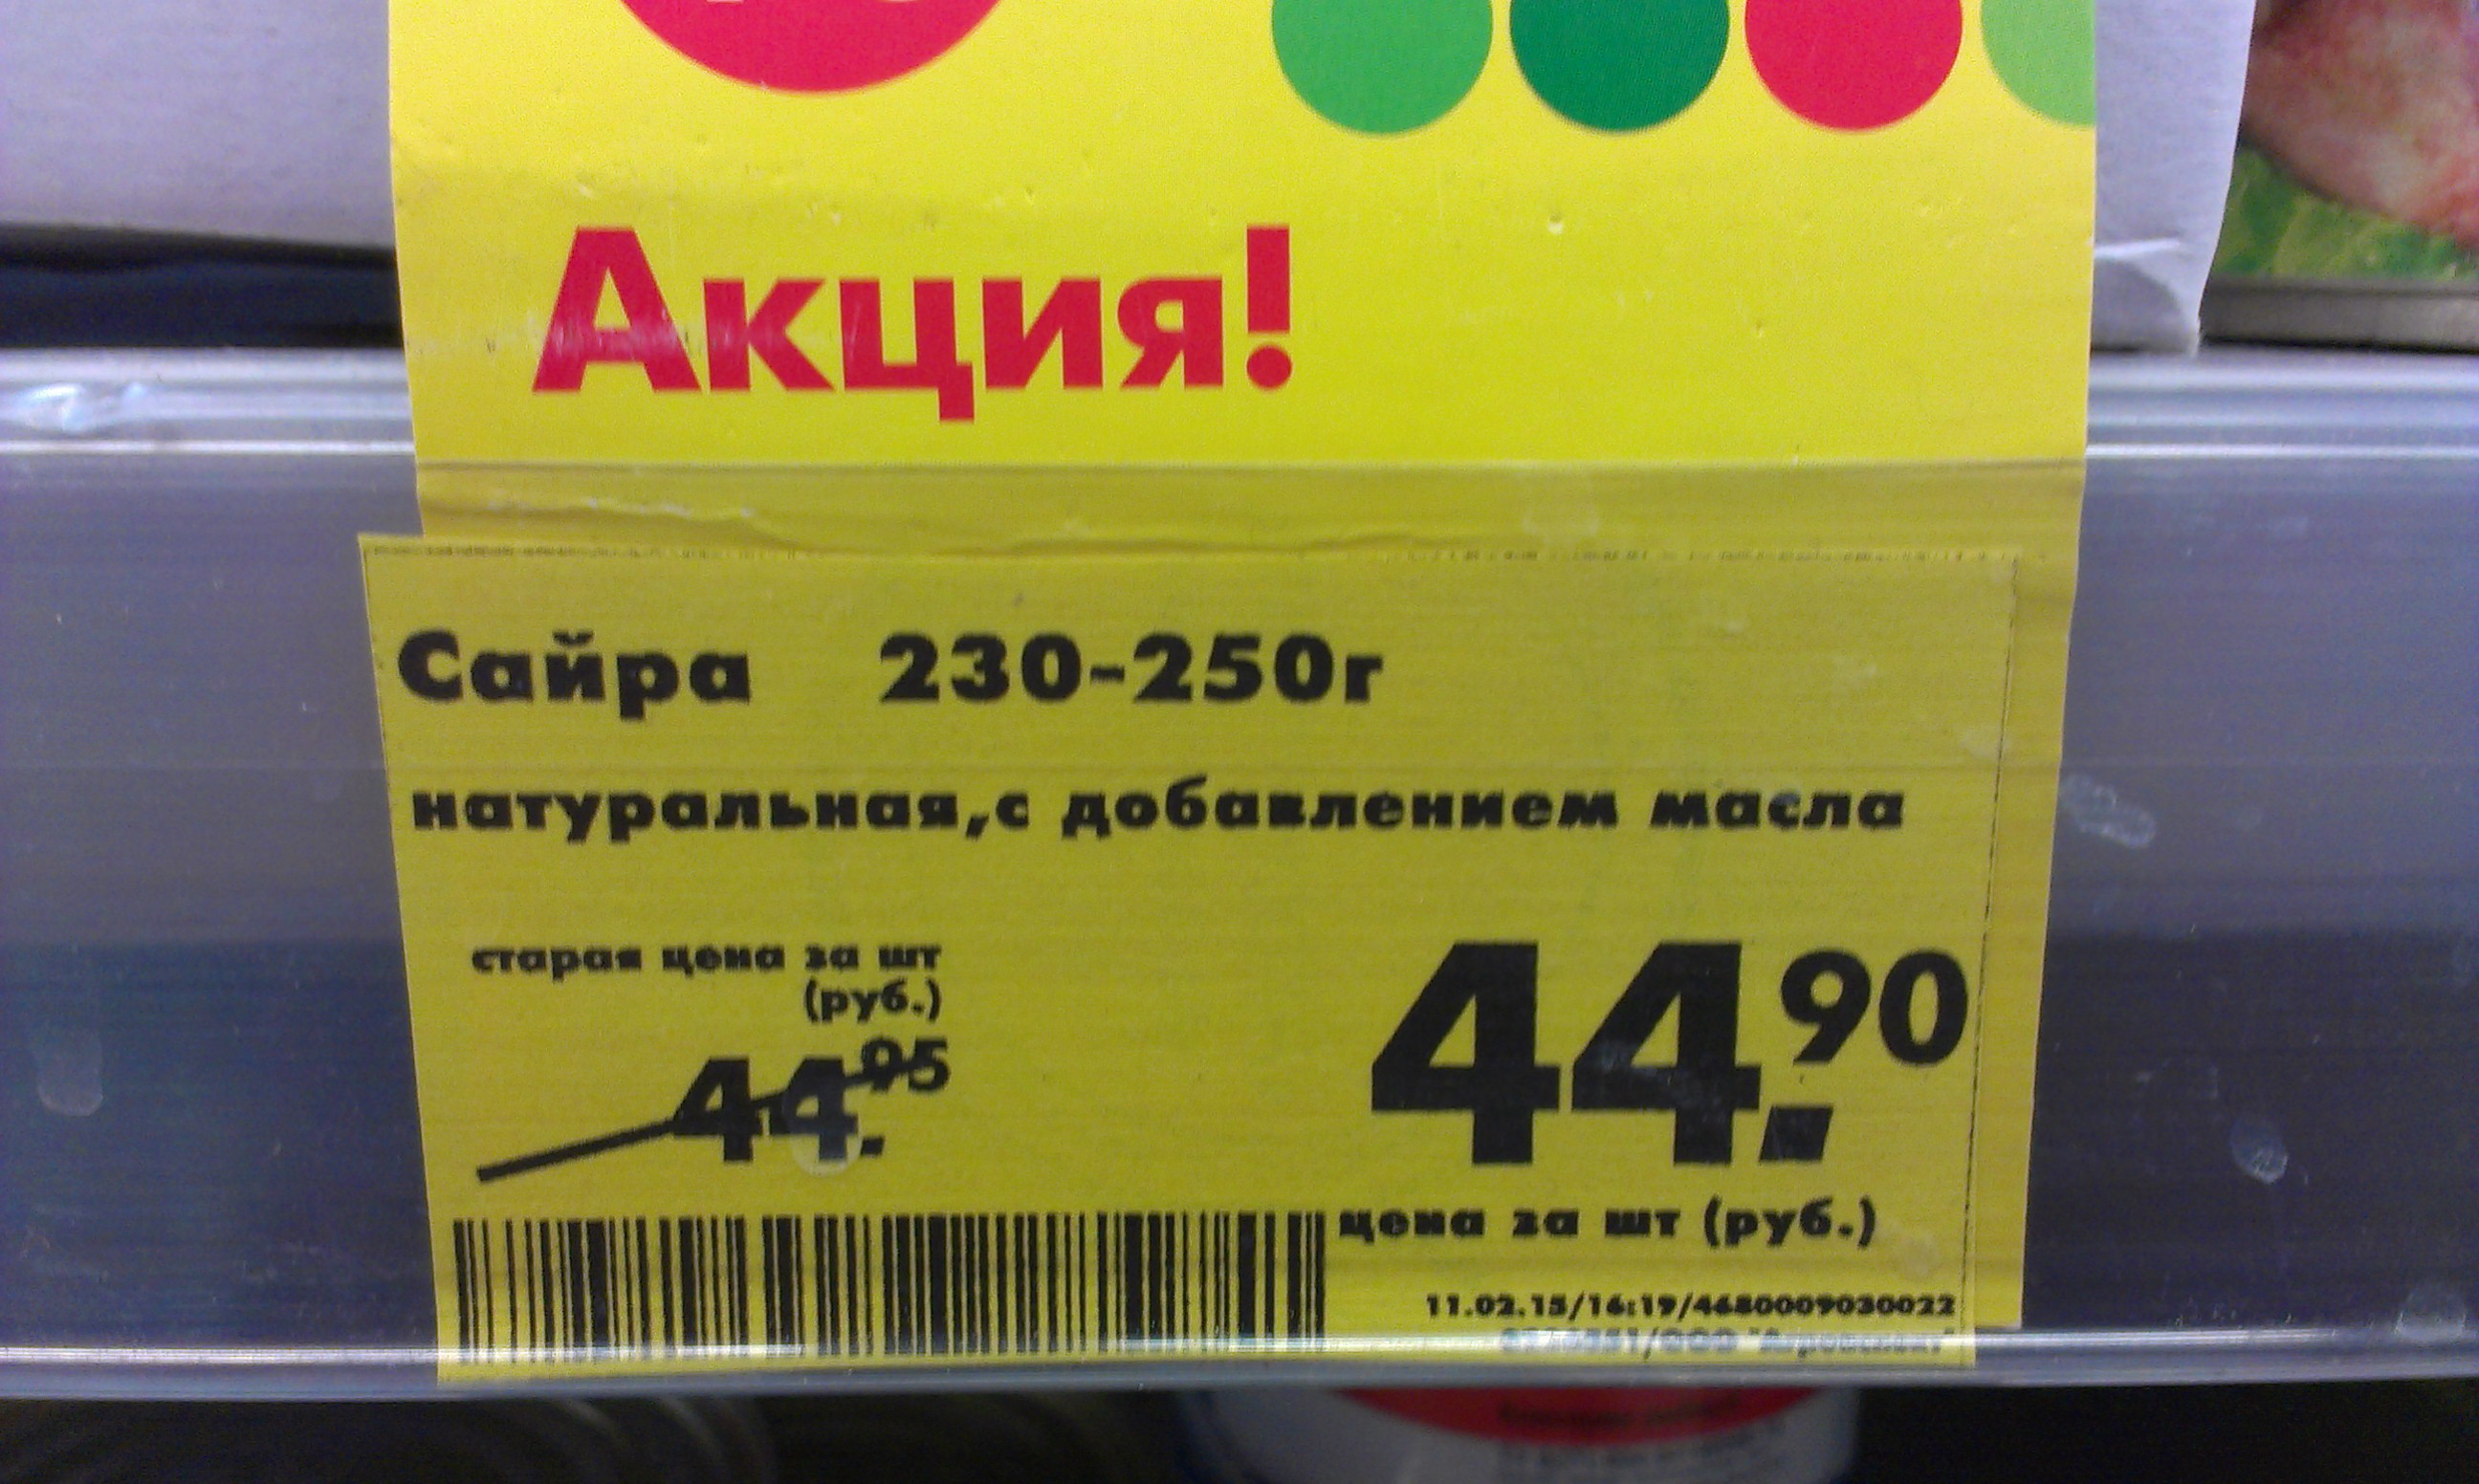 Акция!
Сайра 230-250г
натуральная,с добавлением масла
старая цена за шт
(руб.)
44.95
44.90
цена за шт (руб.)
11.02.15/16:19/4680009030022